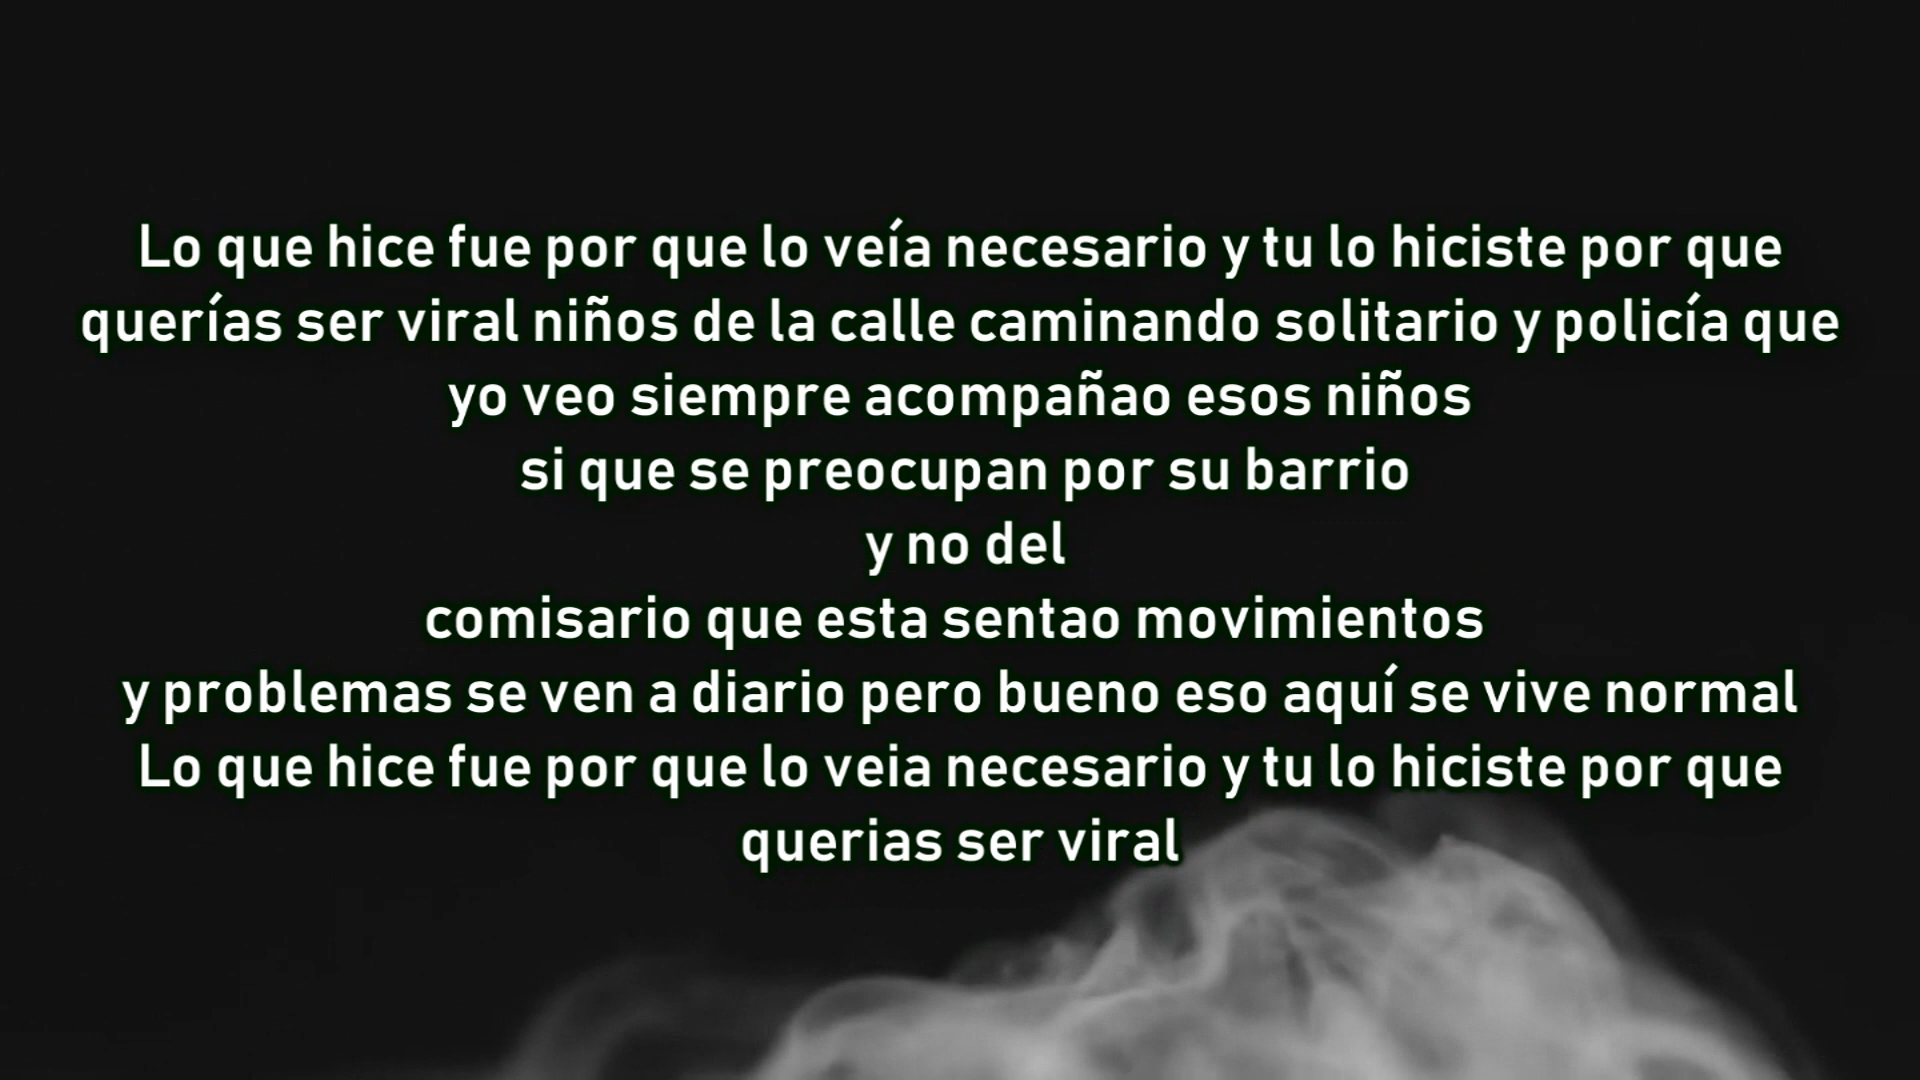 Lo que hice fue por que lo veía necesario y tu lo hiciste por que
querías ser viral niños de la calle caminando solitario y policía que
yo veo siempre acompañao esos niños
si que se preocupan por su barrio
y no del
comisario que esta sentao movimientos
y problemas se ven a diario pero bueno eso aquí se vive normal
Lo que hice fue por que lo veia necesario y tu lo hiciste por que
querias ser viral